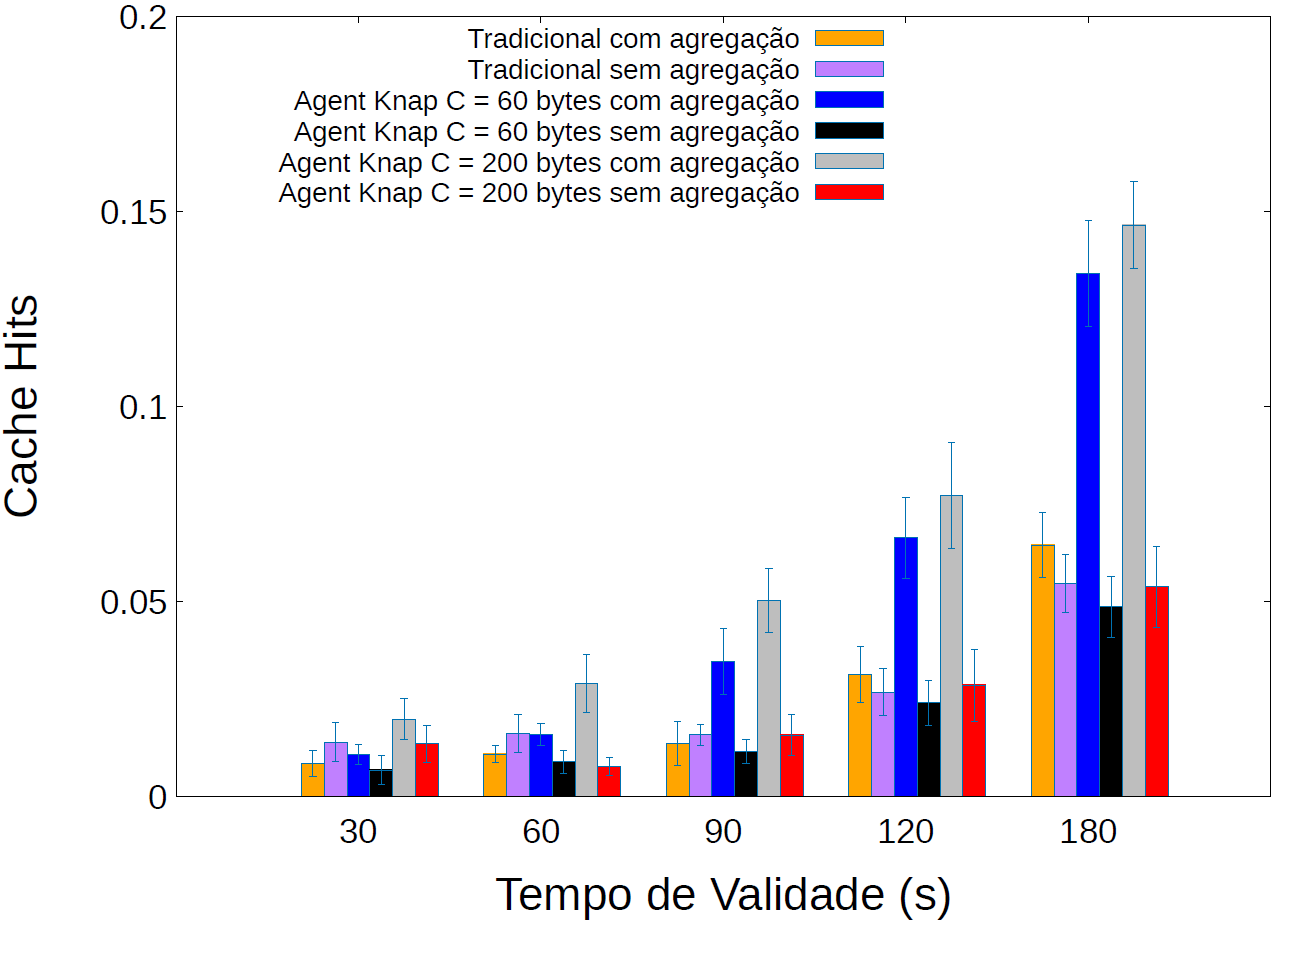 0.2
Tradicional com agregação
Tradicional sem agregação
Agent Knap C = 60 bytes com agregação
Agent Knap C = 60 bytes sem agregação
Agent Knap C = 200 bytes com agregação
Agent Knap C = 200 bytes sem agregação
0.15
0.1
0.05
0
Cache Hits
30 60 90 120 180
Tempo de Validade (s)